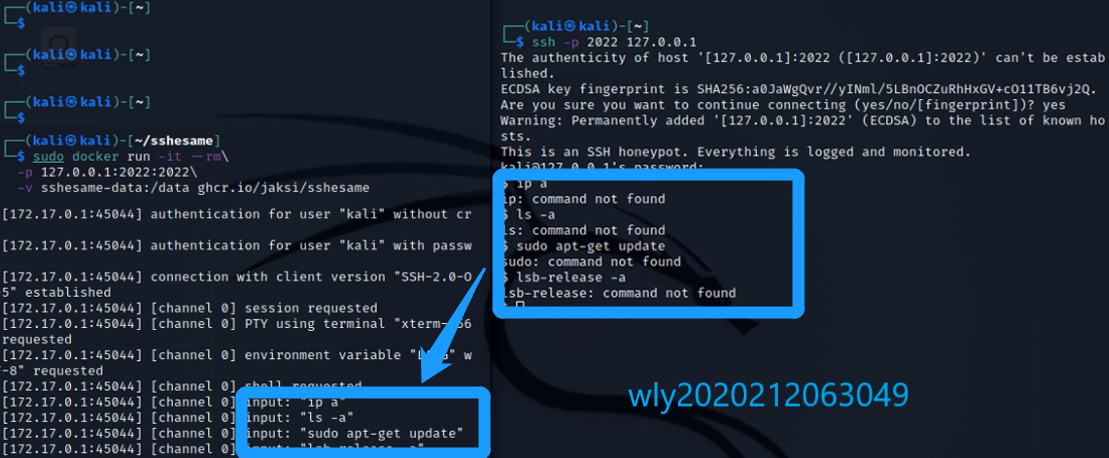 ┌──(kali㉿kali)-[~]
└─$
┌──(kali㉿kali)-[~]
└─$
┌──(kali㉿kali)-[~]
└─$
┌──(kali㉿kali)-[~/sshesame]
└─$ sudo docker run -it --rm\
-p 127.0.0.1:2022:2022\
-v sshesame-data:/data ghcr.io/jaksi/sshesame
[172.17.0.1:45044] authentication for user "kali" without cr
[172.17.0.1:45044] authentication for user "kali" with passw
[172.17.0.1:45044] connection with client version "SSH-2.0-O
5" established
[172.17.0.1:45044] [channel 0] session requested
[172.17.0.1:45044] [channel 0] PTY using terminal "xterm-256
requested
[172.17.0.1:45044] [channel 0] environment variable "LANG" w
F-8" requested
[172.17.0.1:45044] [channel 0] shell requested
[172.17.0.1:45044] [channel 0] input: "ip a"
[172.17.0.1:45044] [channel 0] input: "ls -a"
[172.17.0.1:45044] [channel 0] input: "sudo apt-get update"
[172.17.0.1:45044] [channel 0] input: "lsb-release -a"
┌──(kali㉿kali)-[~]
└─$ ssh -p 2022 127.0.0.1
The authenticity of host '[127.0.0.1]:2022 ([127.0.0.1]:2022)' can't be estab
lished.
ECDSA key fingerprint is SHA256:a0JaWgQvr//yINml/5LBnOCZuRhHxGV+cO11TB6vj2Q.
Are you sure you want to continue connecting (yes/no/[fingerprint])? yes
Warning: Permanently added '[127.0.0.1]:2022' (ECDSA) to the list of known ho
sts.
This is an SSH honeypot. Everything is logged and monitored.
kali@127.0.0.1's password:
$ ip a
ip: command not found
$ ls -a
ls: command not found
$ sudo apt-get update
sudo: command not found
$ lsb-release -a
lsb-release: command not found
$
wly2020212063049